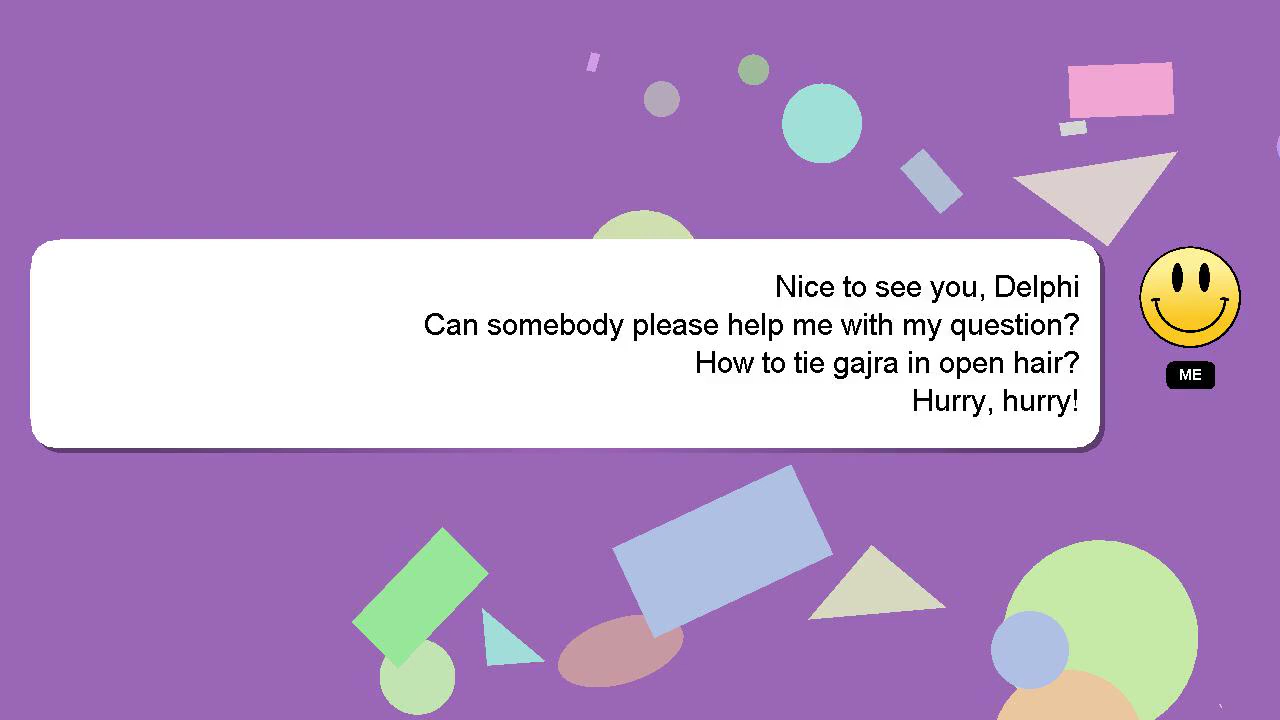 Nice to see you, Delphi
Can somebody please help me with my question?
How to tie gajra in open hair?
Hurry, hurry!
ME